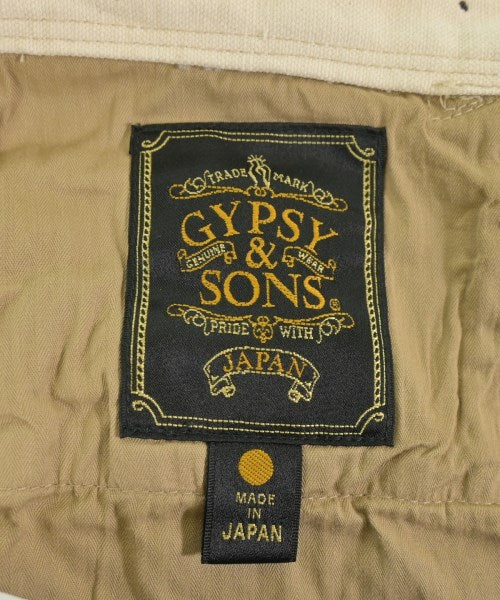 TRADE MARK
GYPSY
GENUINE & WEAR
SONS®
PRIDE WITH
JAPAN
MADE
IN
JAPAN